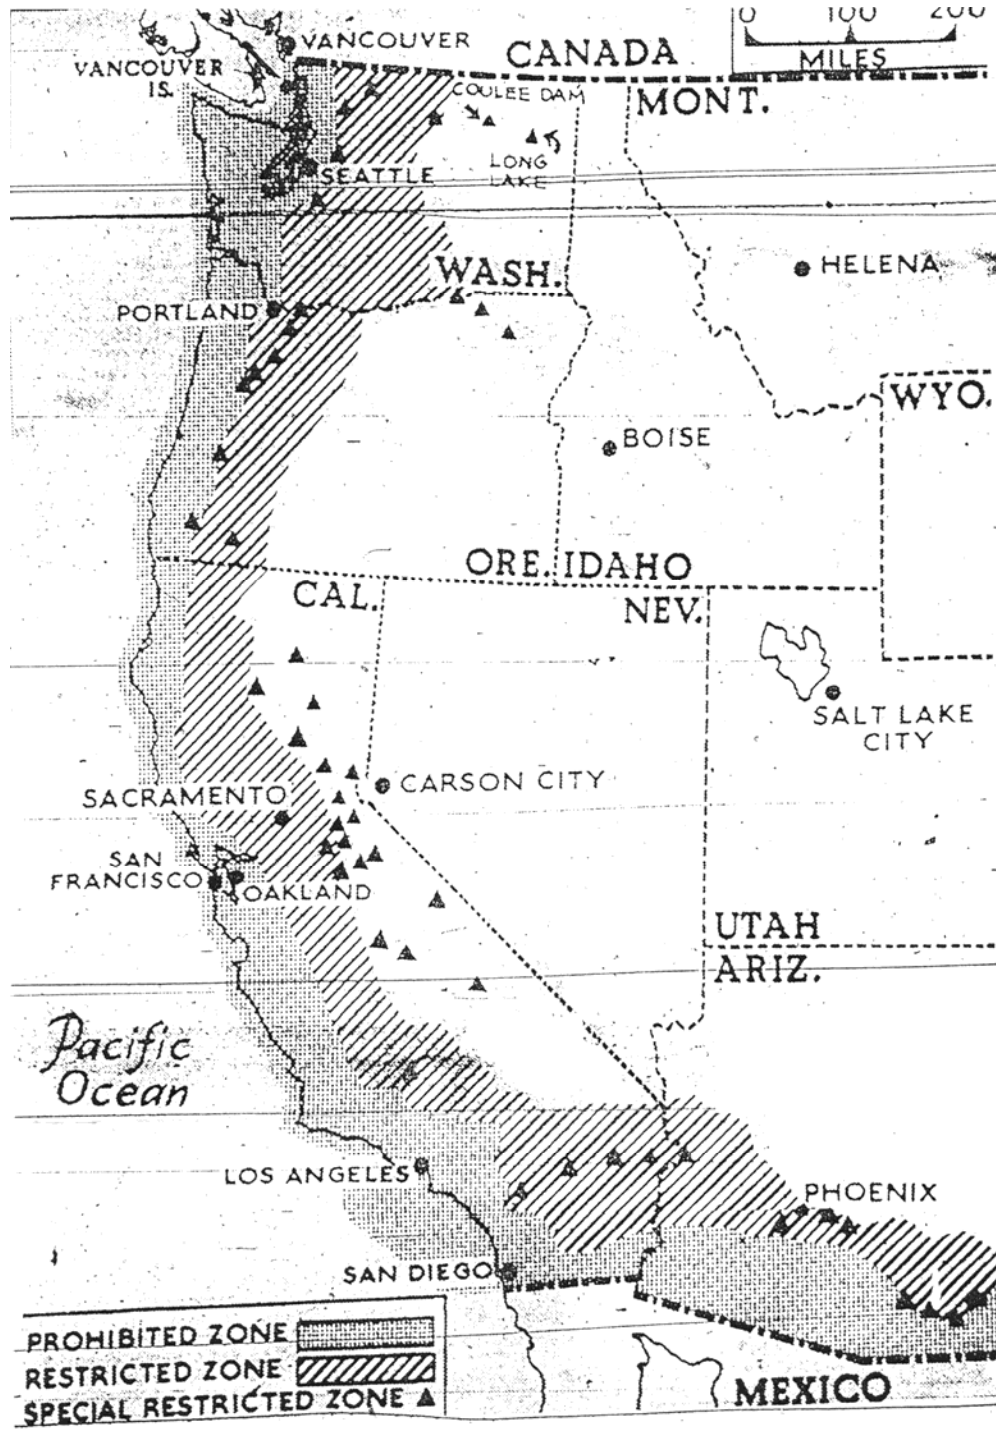 0 100 200
MILES
VANCOUVER
CANADA
VANCOUVER
IS.
COULEE DAM
MONT.
LONG
LAKE
SEATTLE
WASH.
HELENA
PORTLAND
WYO.
BOISE
ORE. IDAHO
CAL.
NEV.
SALT LAKE
CITY
CARSON CITY
SACRAMENTO
SAN
FRANCISCO
OAKLAND
UTAH
ARIZ.
Pacific
Ocean
LOS ANGELES
PHOENIX
SAN DIEGO
PROHIBITED ZONE
RESTRICTED ZONE
SPECIAL RESTRICTED ZONE
MEXICO